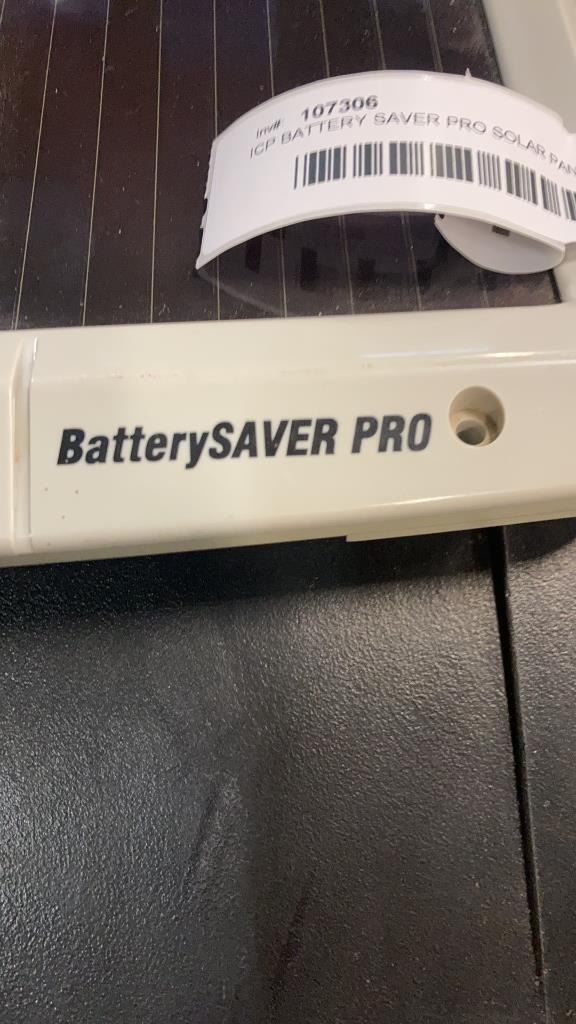 Inv#: 107306
ICP BATTERY SAVER PRO SOLAR PAN
BatterySAVER PRO